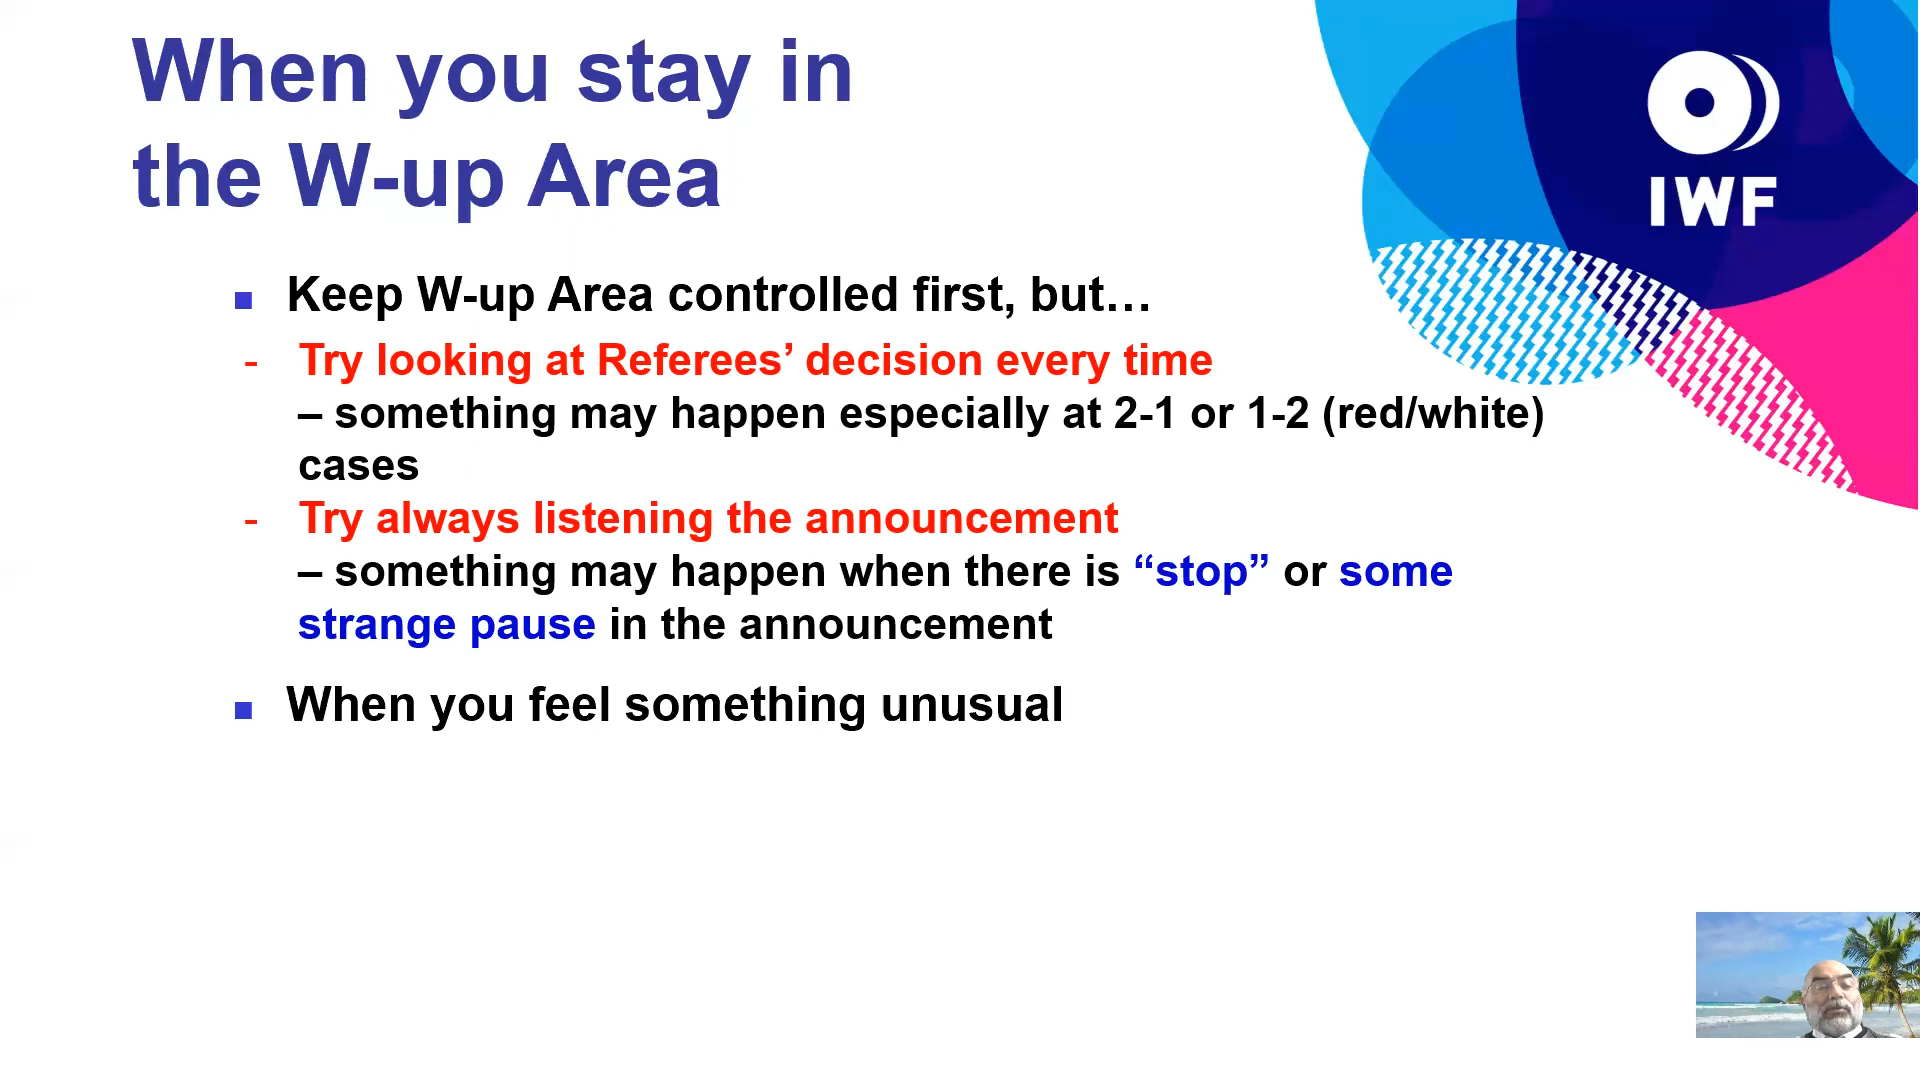 When you stay in
the W-up Area
IWF
■ Keep W-up Area controlled first, but…
- Try looking at Referees’ decision every time
– something may happen especially at 2-1 or 1-2 (red/white)
cases
- Try always listening the announcement
– something may happen when there is “stop” or some
strange pause in the announcement
■ When you feel something unusual